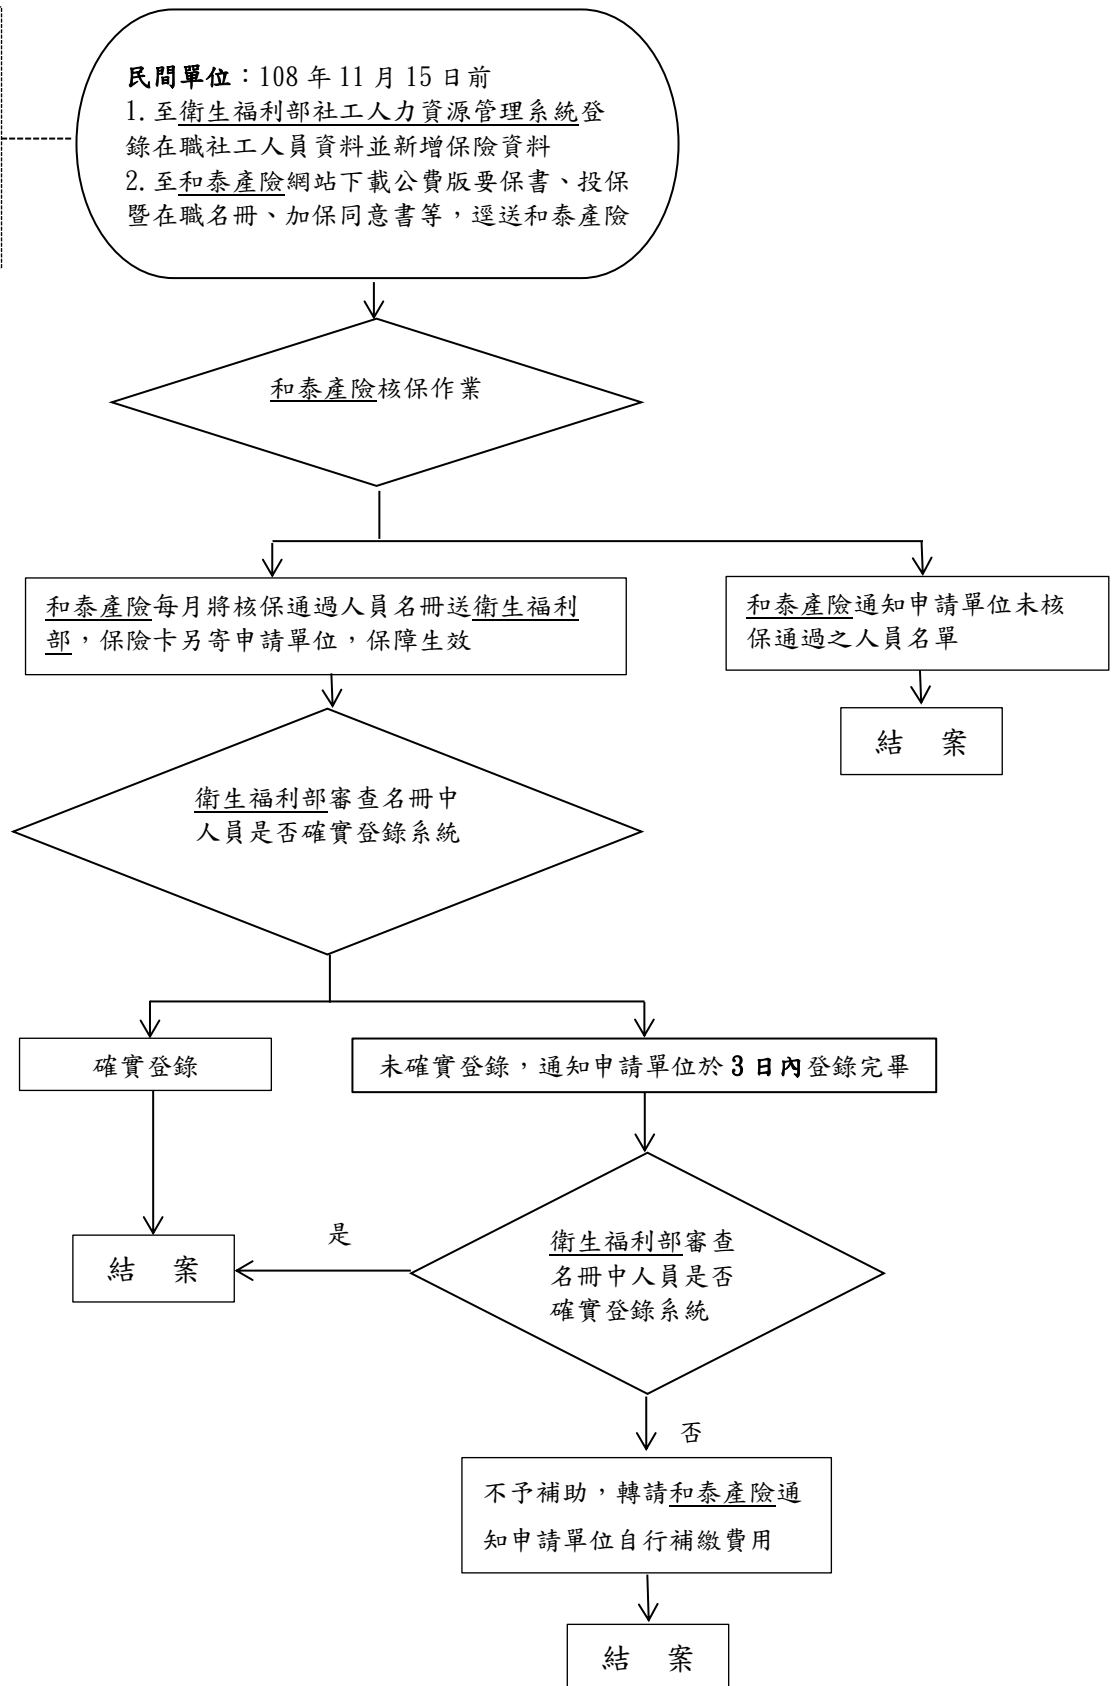 民間單位：108 年 11 月 15 日前
1. 至衛生福利部社工人力資源管理系統登
錄在職社工人員資料並新增保險資料
2. 至和泰產險網站下載公費版要保書、投保
暨在職名冊、加保同意書等，逕送和泰產險
和泰產險核保作業
和泰產險每月將核保通過人員名冊送衛生福利
部，保險卡另寄申請單位，保障生效
和泰產險通知申請單位未核
保通過之人員名單
結 案
衛生福利部審查名冊中
人員是否確實登錄系統
確實登錄
未確實登錄，通知申請單位於 3 日內登錄完畢
是
結 案
衛生福利部審查
名冊中人員是否
確實登錄系統
否
不予補助，轉請和泰產險通
知申請單位自行補繳費用
結 案